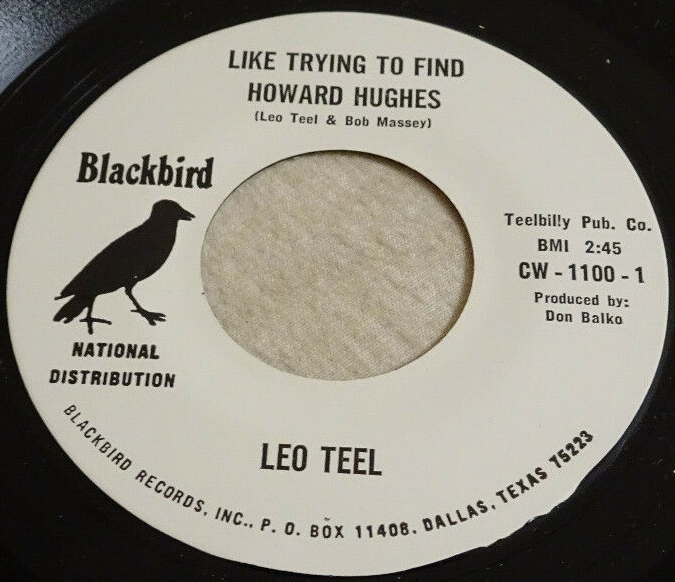 LIKE TRYING TO FIND
HOWARD HUGHES
(Leo Teel & Bob Massey)
Blackbird
NATIONAL
DISTRIBUTION
Teelbilly Pub. Co.
BMI 2:45
CW - 1100 - 1
Produced by:
Don Balko
LEO TEEL
BLACKBIRD RECORDS, INC., P. O. BOX 11408, DALLAS, TEXAS 75223